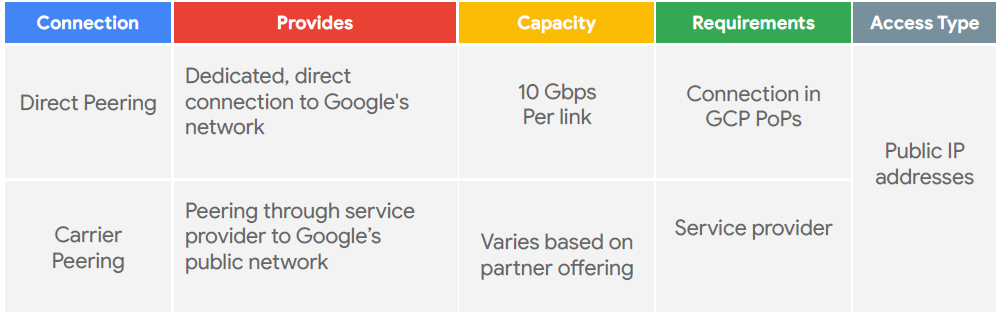 Connection Provides Capacity Requirements Access Type
Direct Peering
Dedicated, direct
connection to Google's
network
10 Gbps
Per link
Connection in
GCP PoPs
Public IP
addresses
Carrier
Peering
Peering through service
provider to Google’s
public network
Varies based on
partner offering
Service provider